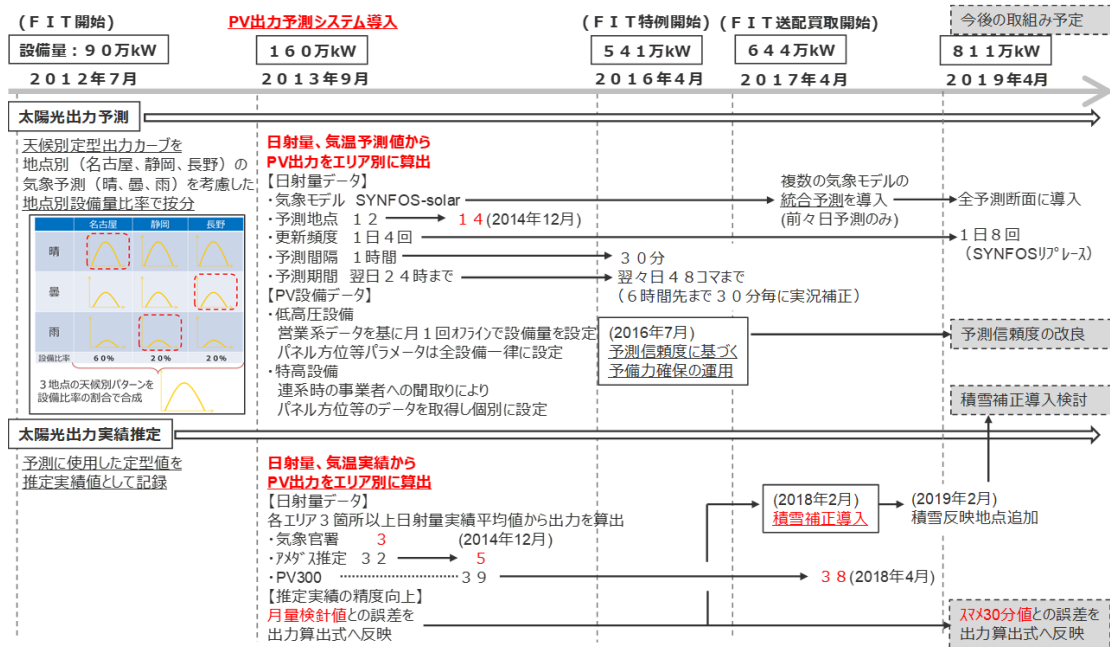 (ＦＩＴ開始)
設備量：９０万kW
２０１２年７月
PV出力予測システム導入
１６０万kW
２０１３年９月
(ＦＩＴ特例開始)
５４１万kW
２０１６年４月
(ＦＩＴ送配買取開始)
６４４万kW
２０１７年４月
今後の取組み予定
８１１万kW
２０１９年４月
太陽光出力予測
天候別定型出力カーブを
地点別（名古屋、静岡、長野）の
気象予測（晴、曇、雨）を考慮した
地点別設備量比率で按分
名古屋 静岡 長野
晴
曇
雨
設備比率 ６０％ ２０％ ２０％
３地点の天候別パターンを
設備比率の割合で合成
日射量、気温予測値から
PV出力をエリア別に算出
【日射量データ】
・気象モデル SYNFOS-solar
複数の気象モデルの
統合予測を導入
(前々日予測のみ)
全予測断面に導入
・予測地点 １２ １４(2014年12月)
・更新頻度 １日４回
１日８回
（SYNFOSﾘﾌﾟﾚｰｽ）
・予測間隔 １時間 ３０分
・予測期間 翌日２４時まで 翌々日４８コマまで
（６時間先まで３０分毎に実況補正）
【PV設備データ】
・低高圧設備
営業系データを基に月１回ｵﾌﾗｲﾝで設備量を設定
パネル方位等パラメータは全設備一律に設定
・特高設備
連系時の事業者への聞取りにより
パネル方位等のデータを取得し個別に設定
(2016年7月)
予測信頼度に基づく
予備力確保の運用
予測信頼度の改良
積雪補正導入検討
太陽光出力実績推定
予測に使用した定型値を
推定実績値として記録
日射量、気温実績から
PV出力をエリア別に算出
【日射量データ】
各エリア３箇所以上日射量実績平均値から出力を算出
・気象官署 ３ (2014年12月)
・ｱﾒﾀﾞｽ推定 ３２ ５
・PV300 ３９ ３８(2018年4月)
【推定実績の精度向上】
月量検針値との誤差を
出力算出式へ反映
(2018年2月)
積雪補正導入
(2019年2月)
積雪反映地点追加
ｽﾏﾒ30分値との誤差を
出力算出式へ反映